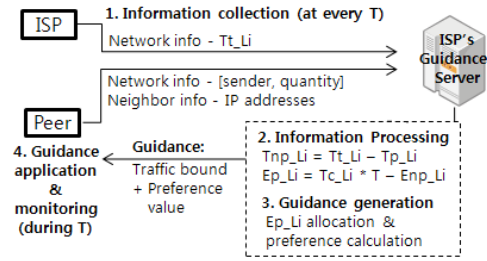 1. Information collection (at every T)
ISP
Network info - Tt_Li
ISP's
Guidance
Server
Network info - [sender, quantity]
Neighbor info - IP addresses
Peer
4. Guidance
application
&
monitoring
(during T)
Guidance:
Traffic bound
+ Preference
value
2. Information Processing
Tnp_Li = Tt_Li – Tp_Li
Ep_Li = Tc_Li * T – Enp_Li
3. Guidance generation
Ep_Li allocation &
preference calculation